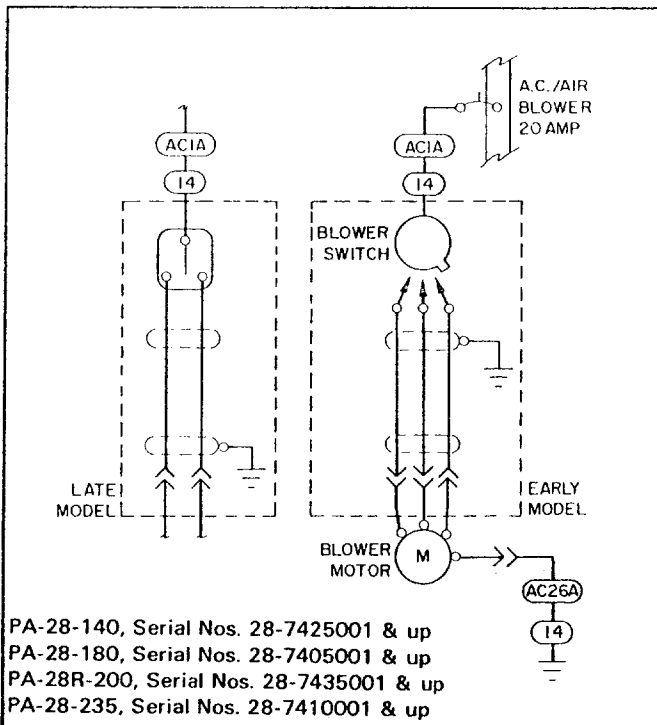 A.C./AIR
BLOWER
20 AMP
AC1A
AC1A
14
14
BLOWER
SWITCH
LATE
MODEL
EARLY
MODEL
BLOWER
MOTOR
M
AC26A
14
PA-28-140, Serial Nos. 28-7425001 & up
PA-28-180, Serial Nos. 28-7405001 & up
PA-28R-200, Serial Nos. 28-7435001 & up
PA-28-235, Serial Nos. 28-7410001 & up